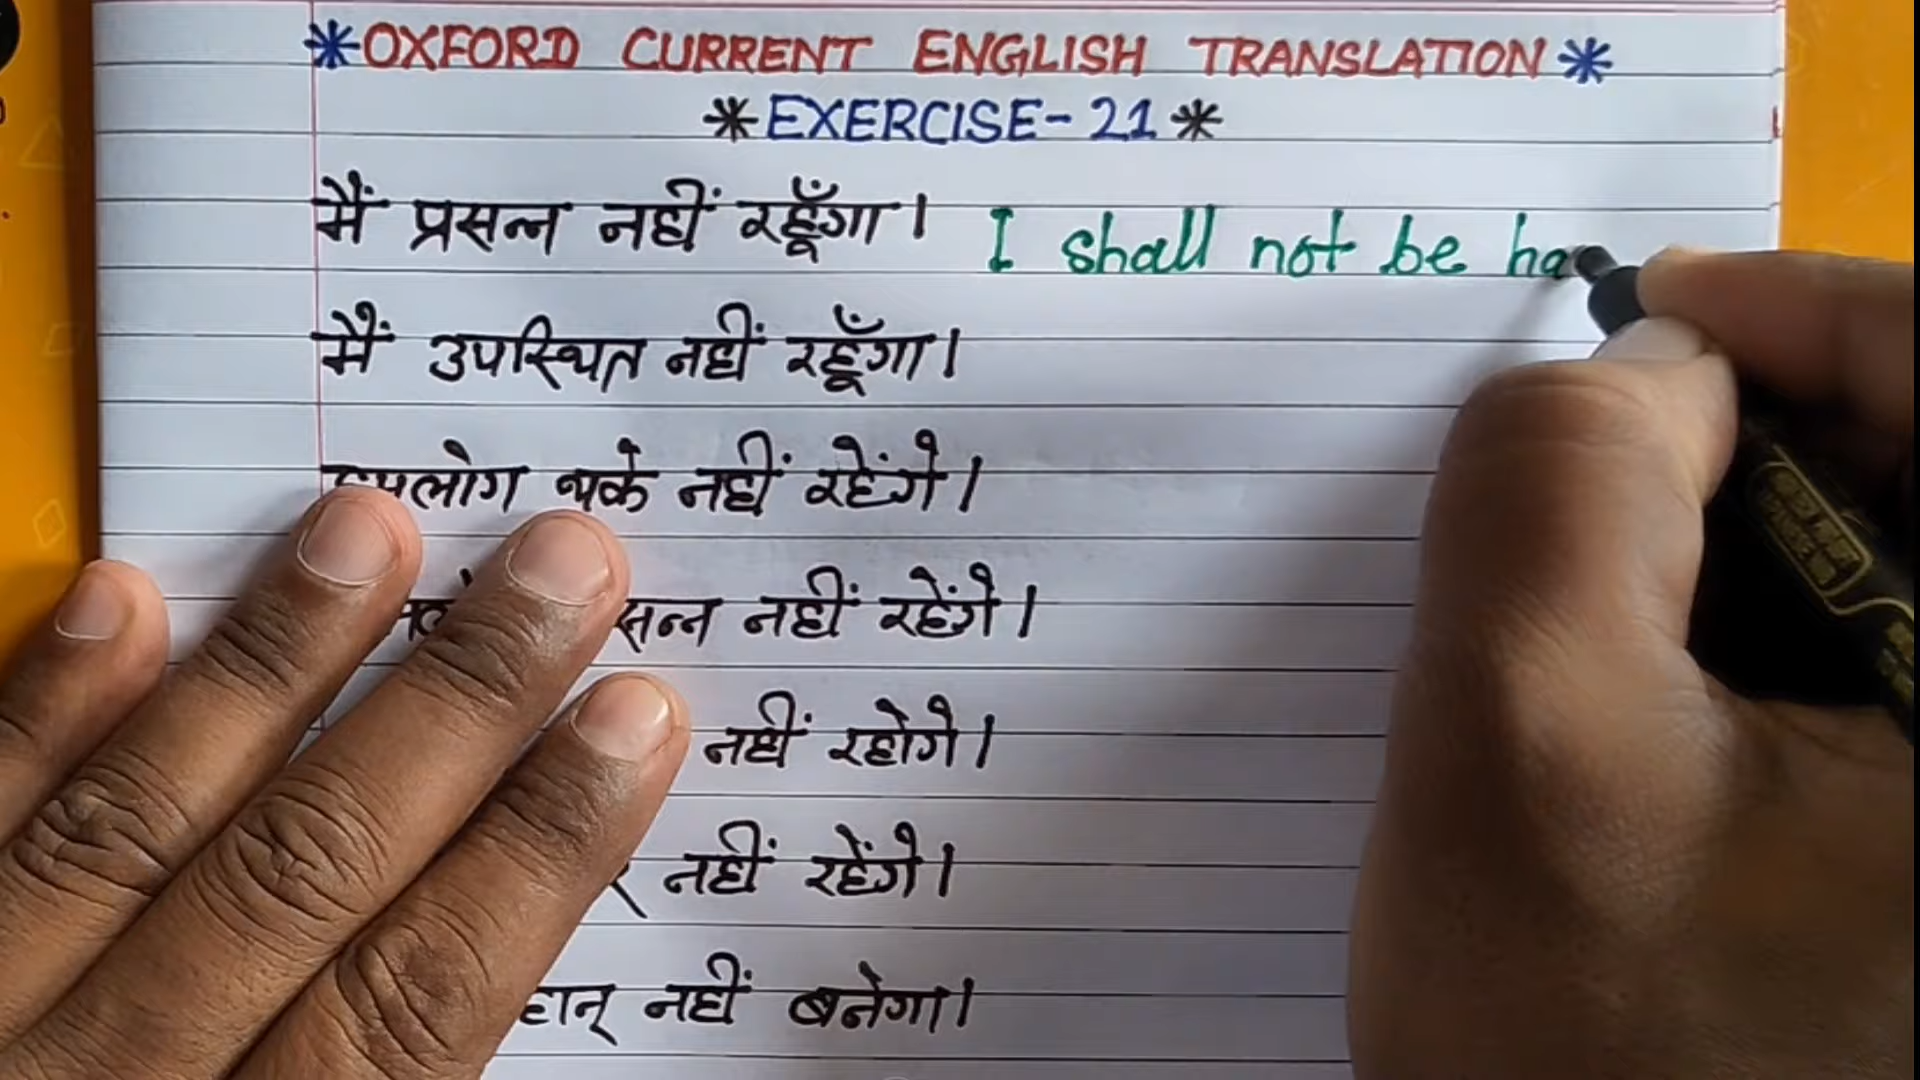 *OXFORD CURRENT ENGLISH TRANSLATION*
*EXERCISE-21*
मैं प्रसन्न नहीं रहूँगा। I shall not be ha
मैं उपस्थित नहीं रहूँगा।
थके नहीं रहेंगे।
नहीं रहेंगे।
नहीं रहोगे।
नहीं रहेंगे।
नहीं बनेगा।